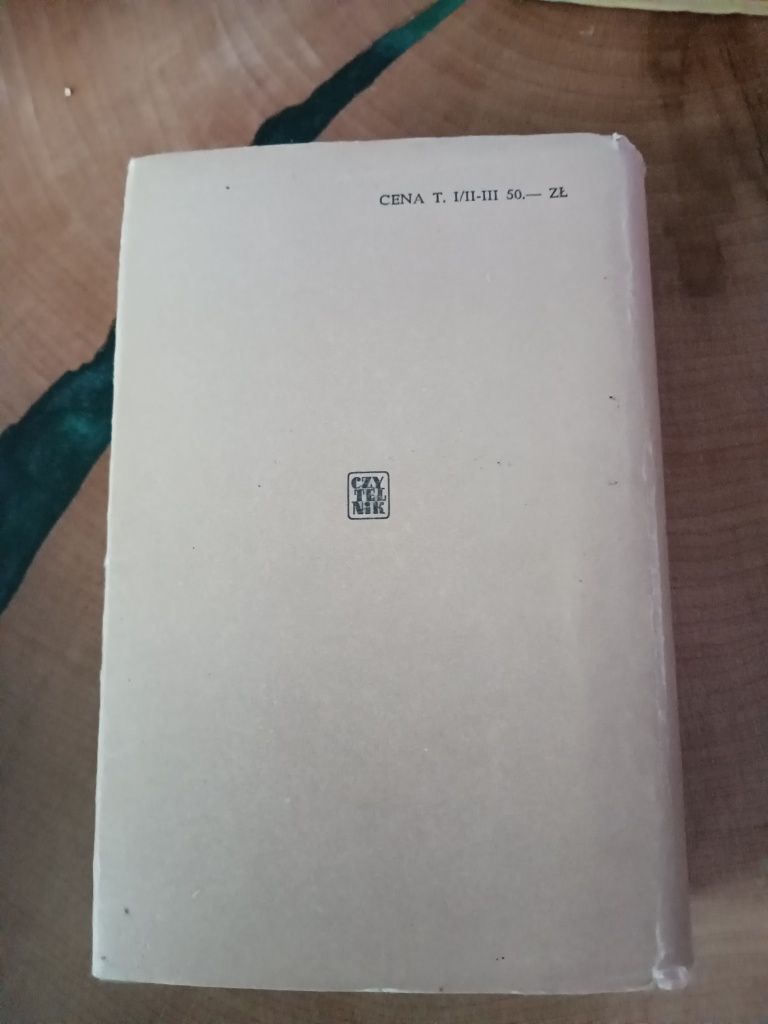 CENA T. I/II-III 50.— ZŁ
CZY
TEL
NiK